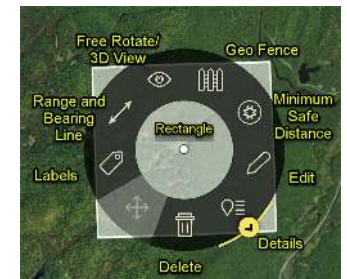 Free Rotate/
3D View
Geo Fence
Range and
Bearing
Line
Minimum
Safe
Distance
Rectangle
Labels
Edit
Details
Delete